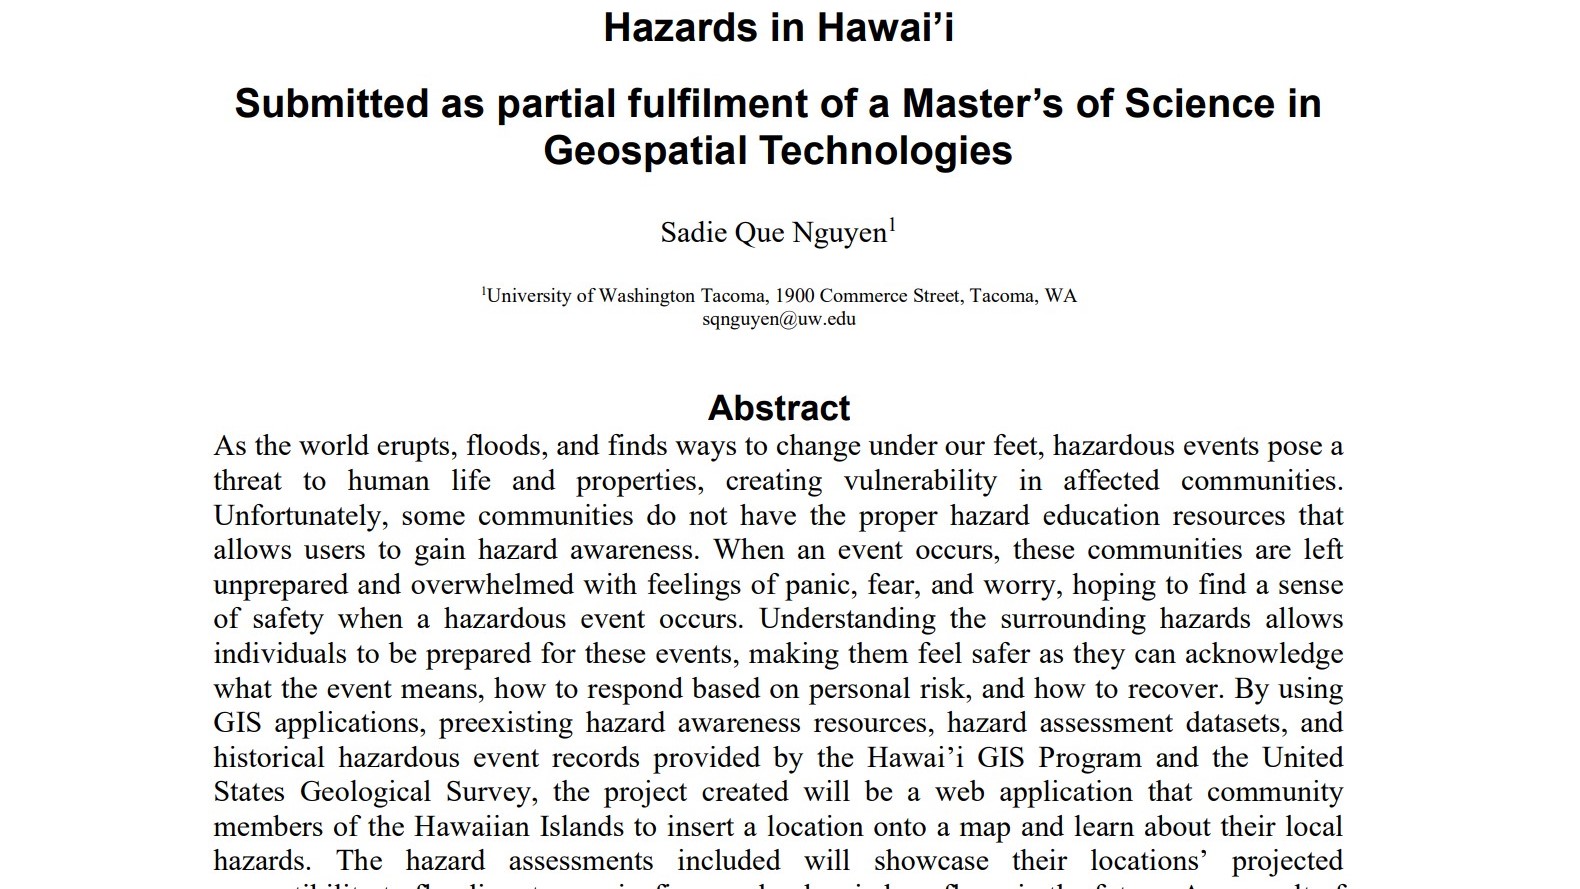 Hazards in Hawai’i
Submitted as partial fulfilment of a Master’s of Science in
Geospatial Technologies
Sadie Que Nguyen1
1University of Washington Tacoma, 1900 Commerce Street, Tacoma, WA
sqnguyen@uw.edu
Abstract
As the world erupts, floods, and finds ways to change under our feet, hazardous events pose a
threat to human life and properties, creating vulnerability in affected communities.
Unfortunately, some communities do not have the proper hazard education resources that
allows users to gain hazard awareness. When an event occurs, these communities are left
unprepared and overwhelmed with feelings of panic, fear, and worry, hoping to find a sense
of safety when a hazardous event occurs. Understanding the surrounding hazards allows
individuals to be prepared for these events, making them feel safer as they can acknowledge
what the event means, how to respond based on personal risk, and how to recover. By using
GIS applications, preexisting hazard awareness resources, hazard assessment datasets, and
historical hazardous event records provided by the Hawai’i GIS Program and the United
States Geological Survey, the project created will be a web application that community
members of the Hawaiian Islands to insert a location onto a map and learn about their local
hazards. The hazard assessments included will showcase their locations’ projected